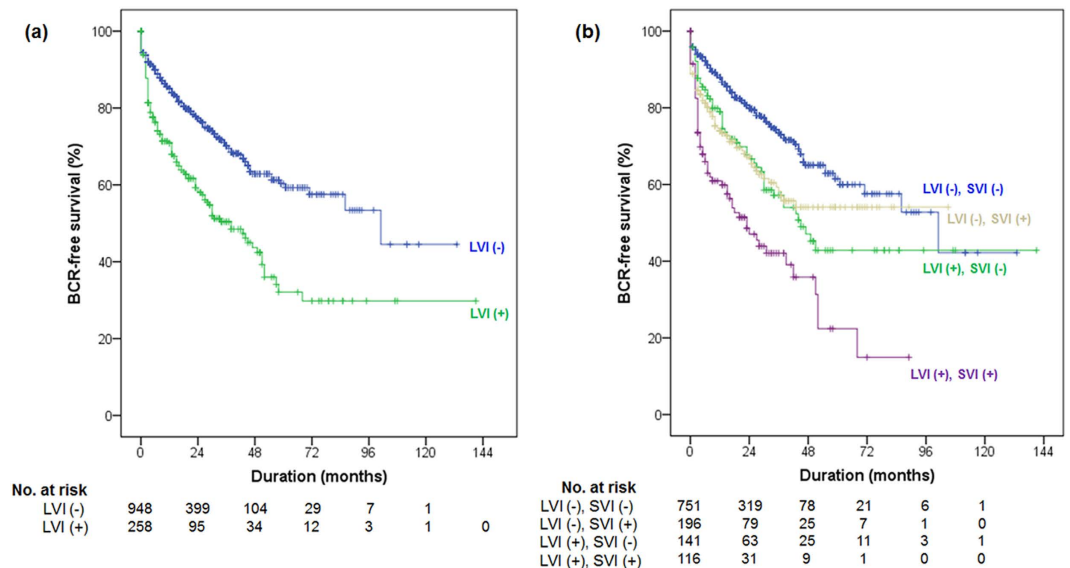 (a)
100
80
60
40
20
0
BCR-free survival (%)
LVI (-)
LVI (+)
0 24 48 72 96 120 144
Duration (months)
No. at risk
LVI (-) 948 399 104 29 7 1
LVI (+) 258 95 34 12 3 1 0
(b)
100
80
60
40
20
0
BCR-free survival (%)
LVI (-), SVI (-)
LVI (-), SVI (+)
LVI (+), SVI (-)
LVI (+), SVI (+)
0 24 48 72 96 120 144
Duration (months)
No. at risk
LVI (-), SVI (-) 751 319 78 21 6 1
LVI (-), SVI (+) 196 79 25 7 1 0
LVI (+), SVI (-) 141 63 25 11 3 1
LVI (+), SVI (+) 116 31 9 1 0 0